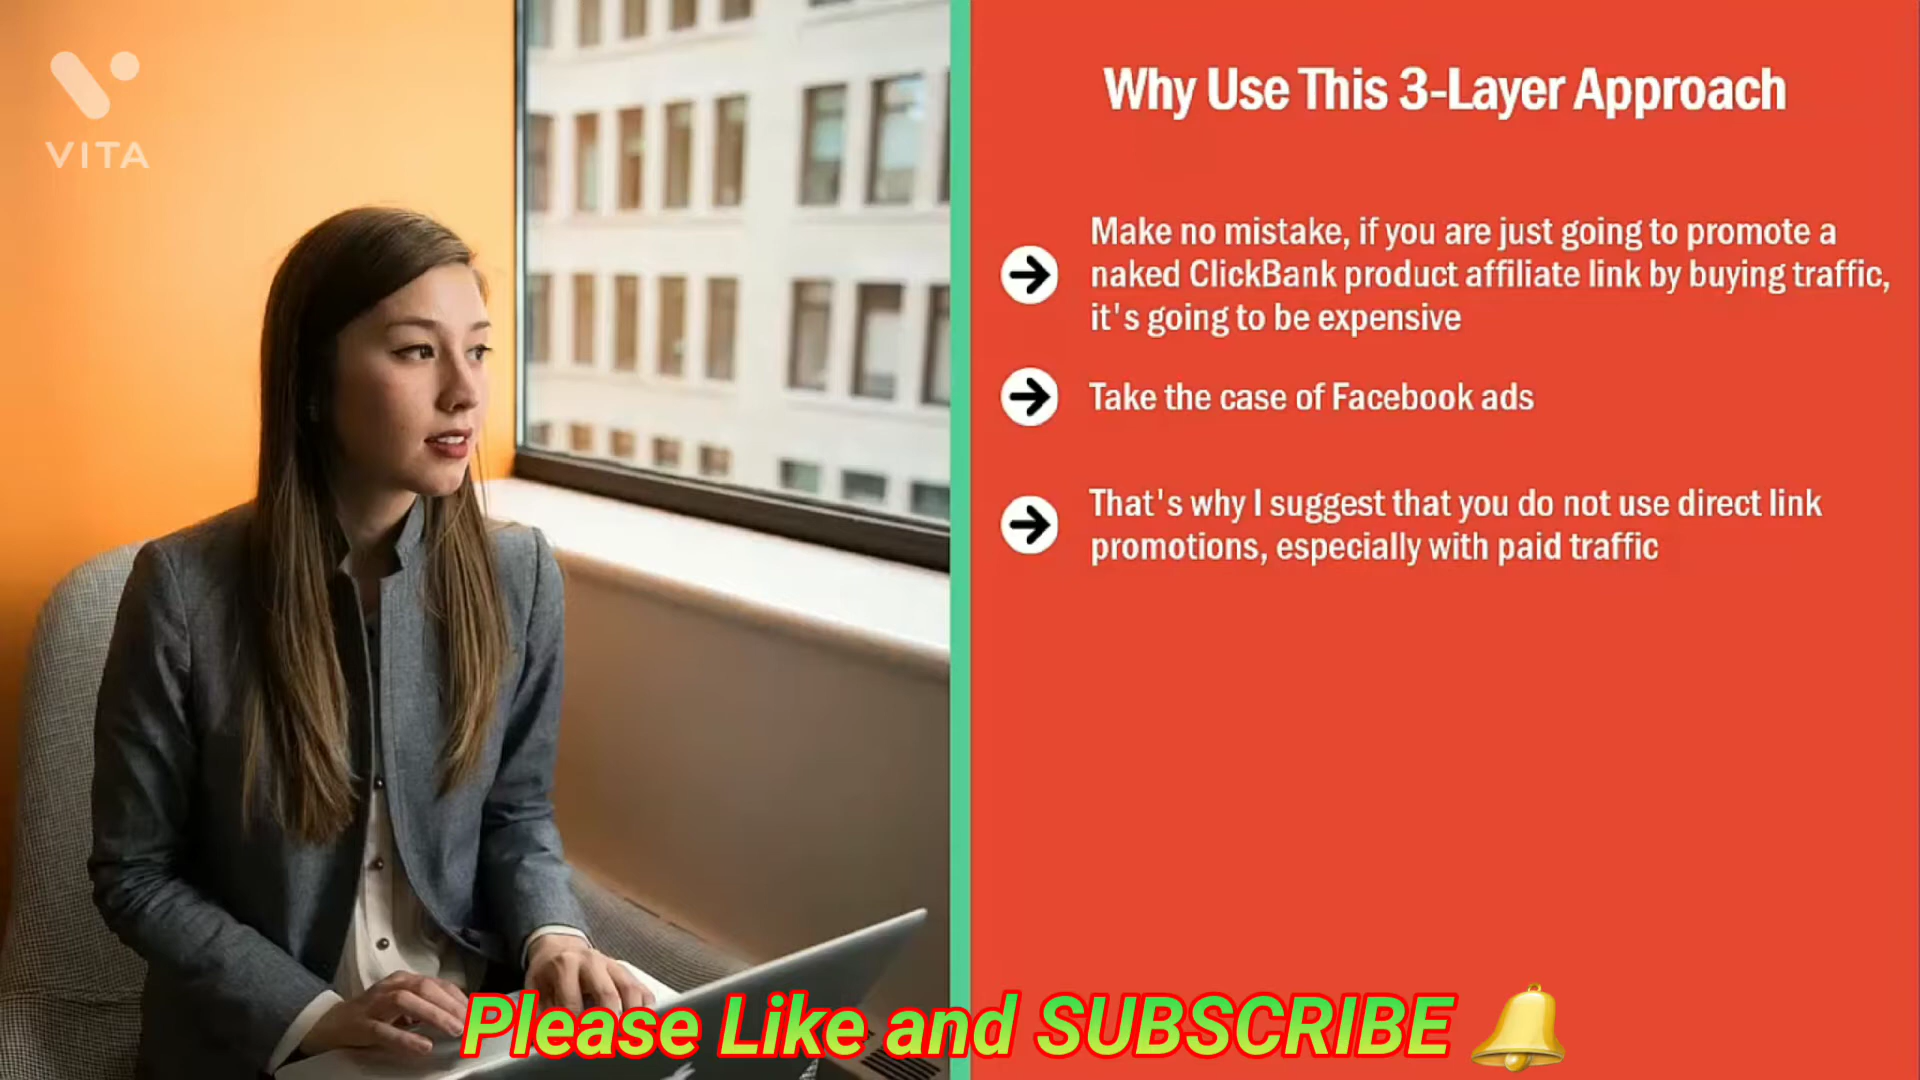 VITA
Why Use This 3-Layer Approach
Make no mistake, if you are just going to promote a
naked ClickBank product affiliate link by buying traffic,
it's going to be expensive
Take the case of Facebook ads
That's why I suggest that you do not use direct link
promotions, especially with paid traffic
Please Like and SUBSCRIBE